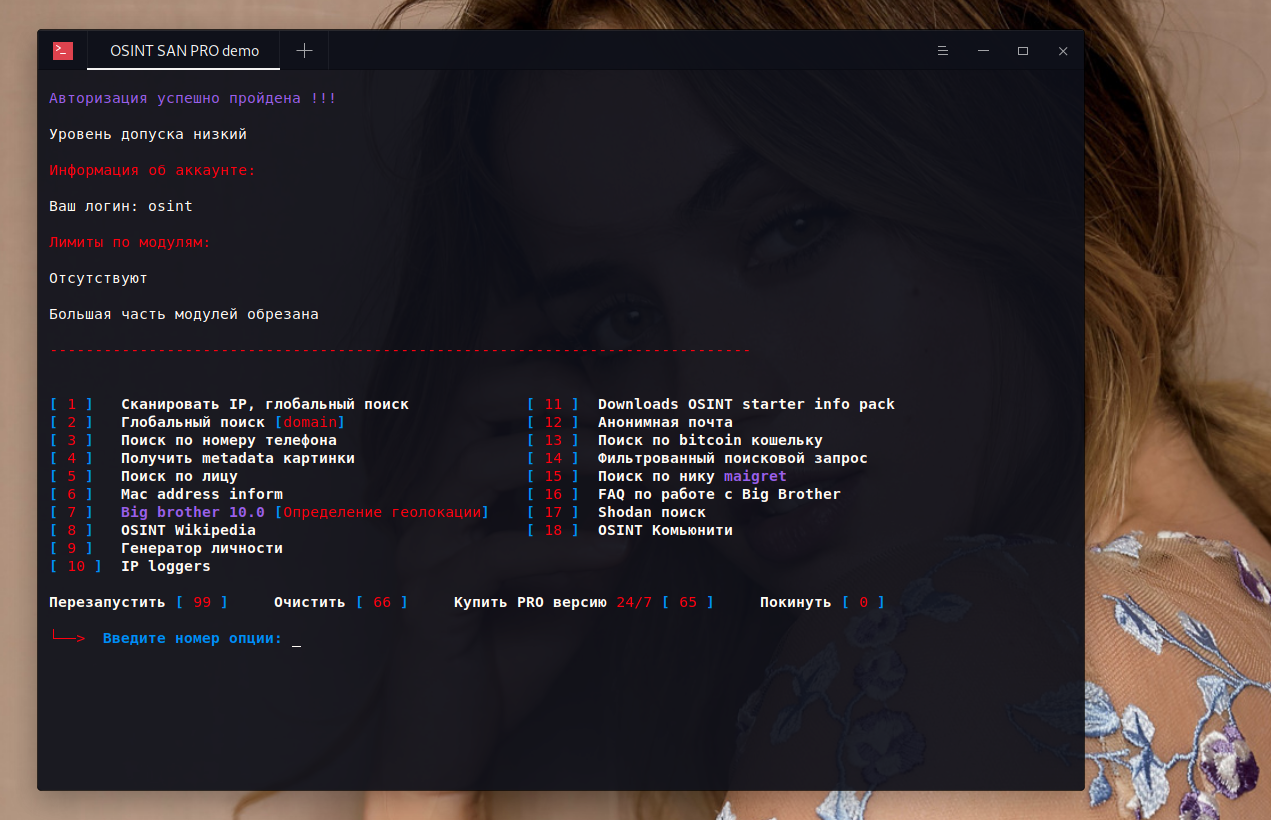 OSINT SAN PRO demo
Авторизация успешно пройдена !!!
Уровень допуска низкий
Информация об аккаунте:
Ваш логин: osint
Лимиты по модулям:
Отсутствуют
Большая часть модулей обрезана
------------------------------------------------------------------------------
[ 1 ] Сканировать IP, глобальный поиск [ 11 ] Downloads OSINT starter info pack
[ 2 ] Глобальный поиск [domain] [ 12 ] Анонимная почта
[ 3 ] Поиск по номеру телефона [ 13 ] Поиск по bitcoin кошельку
[ 4 ] Получить metadata картинки [ 14 ] Фильтрованный поисковой запрос
[ 5 ] Поиск по лицу [ 15 ] Поиск по нику maigret
[ 6 ] Mac address inform [ 16 ] FAQ по работе с Big Brother
[ 7 ] Big brother 10.0 [Определение геолокации] [ 17 ] Shodan поиск
[ 8 ] OSINT Wikipedia [ 18 ] OSINT Комьюнити
[ 9 ] Генератор личности
[ 10 ] IP loggers
Перезапустить [ 99 ] Очистить [ 66 ] Купить PRO версию 24/7 [ 65 ] Покинуть [ 0 ]
└──> Введите номер опции: _